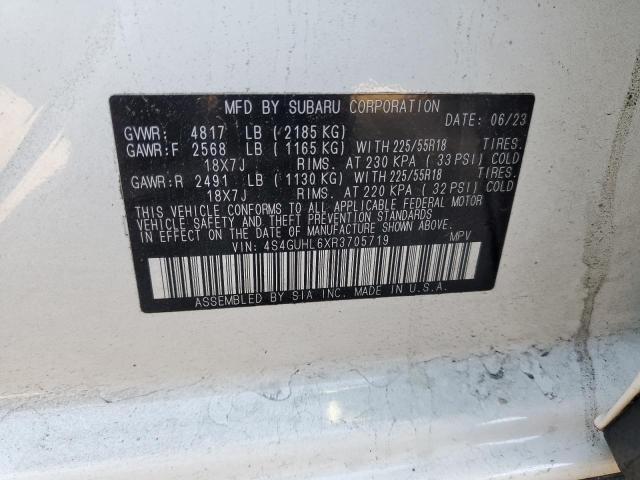 MFD BY SUBARU CORPORATION DATE: 06/23
GVWR: 4817 LB (2185 KG)
GAWR:F 2568 LB (1165 KG) WITH 225/55R18 TIRES.
18X7J RIMS. AT 230 KPA (33 PSI) COLD
GAWR:R 2491 LB (1130 KG) WITH 225/55R18 TIRES.
18X7J RIMS. AT 220 KPA (32 PSI) COLD
THIS VEHICLE CONFORMS TO ALL APPLICABLE FEDERAL MOTOR
VEHICLE SAFETY AND THEFT PREVENTION STANDARDS
IN EFFECT ON THE DATE OF MANUFACTURE SHOWN ABOVE.
VIN: 4S4GUHL6XR3705719 MPV
ASSEMBLED BY SIA INC. MADE IN U.S.A.